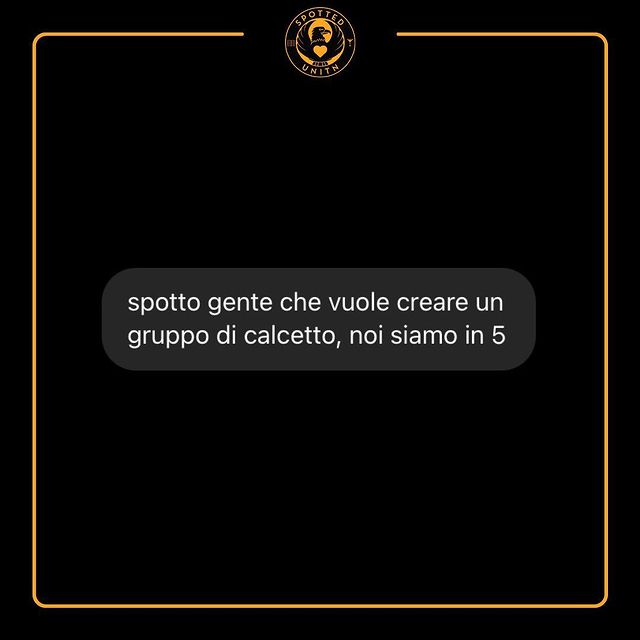 SPOTTED
UNITN
spotto gente che vuole creare un
gruppo di calcetto, noi siamo in 5